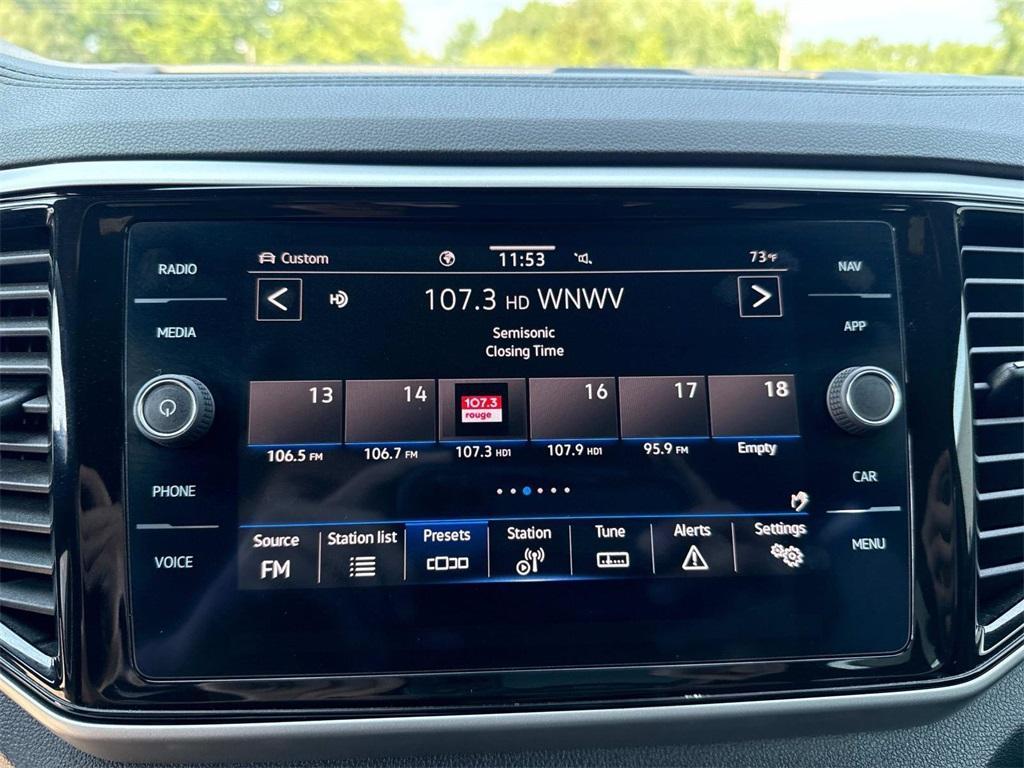 RADIO
MEDIA
PHONE
VOICE
Custom
11:53
73°F
HD
107.3 HD WNWV
Semisonic
Closing Time
13
14
107.3
rouge
16
17
18
106.5 FM
106.7 FM
107.3 HD1
107.9 HD1
95.9 FM
Empty
Source
FM
Station list
Presets
Station
Tune
Alerts
Settings
NAV
APP
CAR
MENU